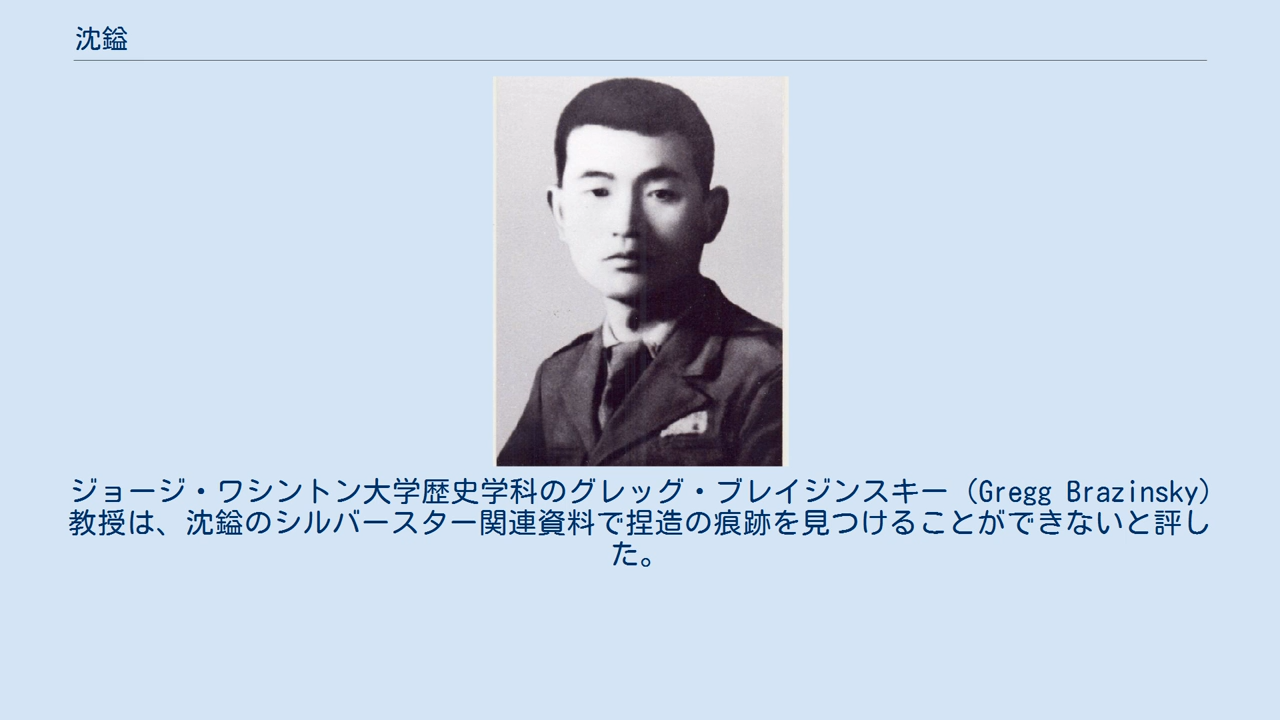 沈鎰
ジョージ・ワシントン大学歴史学科のグレッグ・ブレイジンスキー（Gregg Brazinsky）
教授は、沈鎰のシルバースター関連資料で捏造の痕跡を見つけることができないと評し
た。